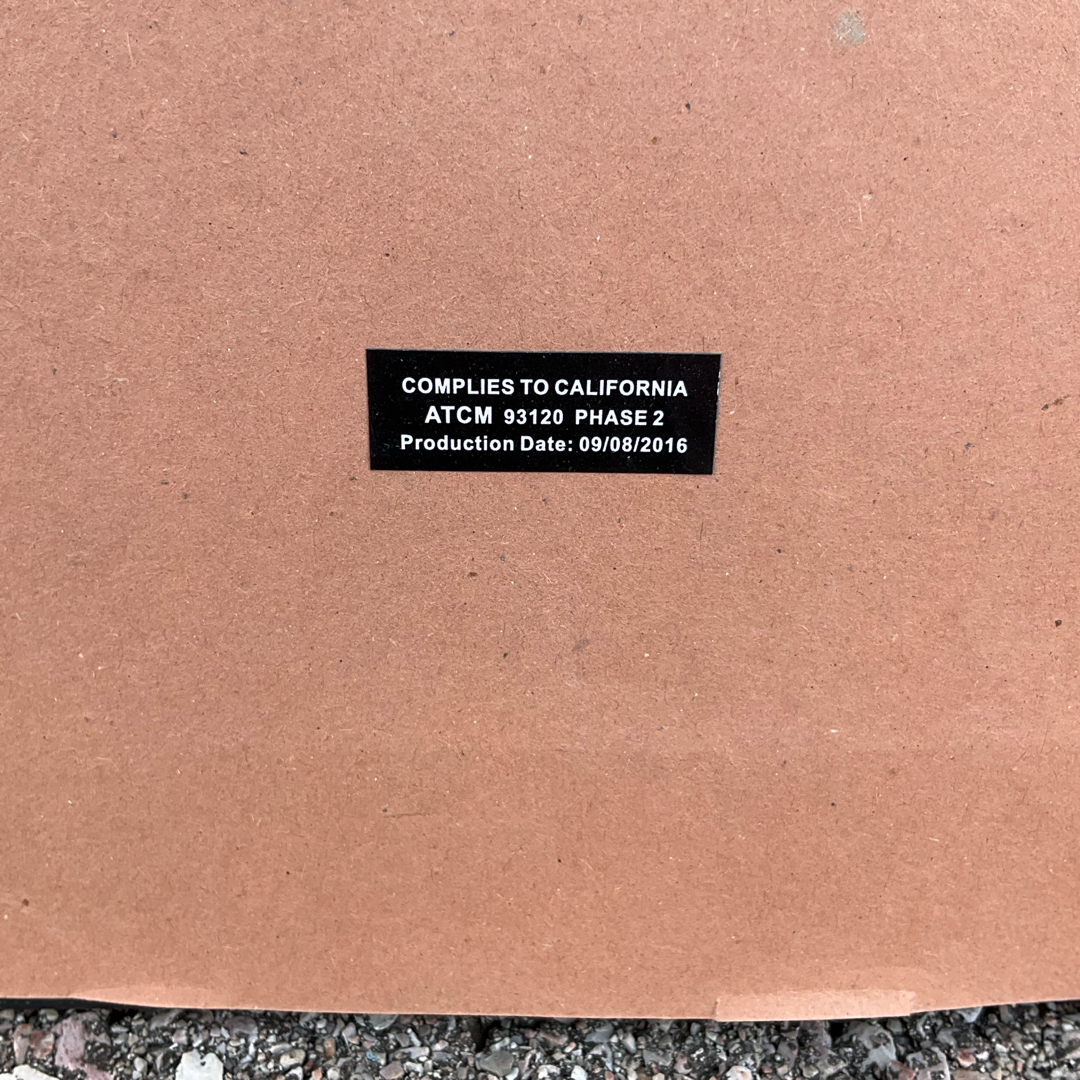 COMPLIES TO CALIFORNIA
ATCM 93120 PHASE 2
Production Date: 09/08/2016